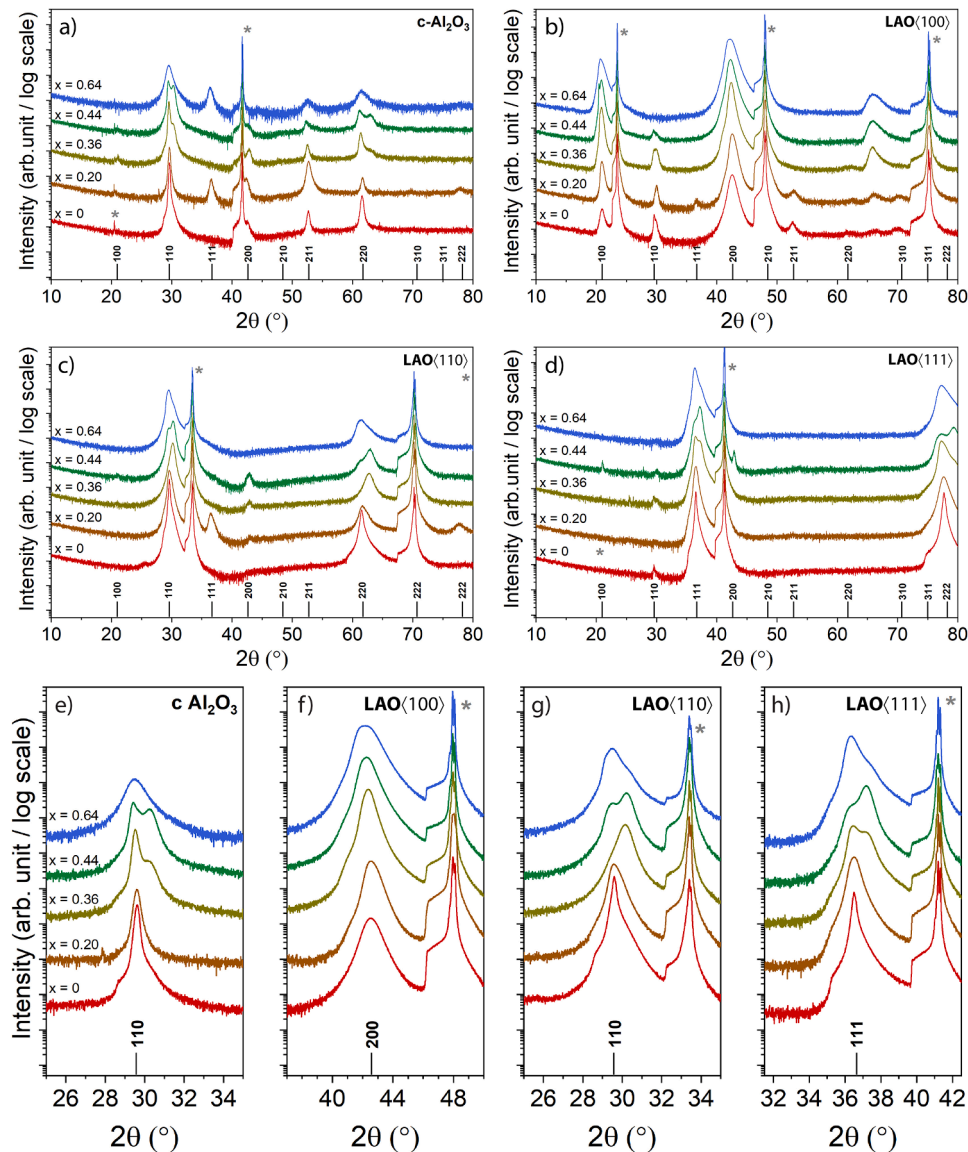 a)
c-Al₂O₃
*
x = 0.64
x = 0.44
x = 0.36
x = 0.20
x = 0
*
100
110
111
200
210
211
220
310
311
222
10 20 30 40 50 60 70 80
2θ (°)
Intensity (arb.unit / log scale)
b)
LAO⟨100⟩
*
*
*
x = 0.64
x = 0.44
x = 0.36
x = 0.20
x = 0
100
110
111
200
210
211
220
310
311
222
10 20 30 40 50 60 70 80
2θ (°)
Intensity (arb.unit / log scale)
c)
LAO⟨110⟩
*
*
x = 0.64
x = 0.44
x = 0.36
x = 0.20
x = 0
100
110
111
200
210
211
220
222
222
10 20 30 40 50 60 70 80
2θ (°)
Intensity (arb. unit / log scale)
d)
LAO⟨111⟩
*
x = 0.64
x = 0.44
x = 0.36
x = 0.20
x = 0
*
100
110
111
200
210
211
220
310
311
222
10 20 30 40 50 60 70 80
2θ (°)
Intensity (arb.unit / log scale)
e)
c Al₂O₃
x = 0.64
x = 0.44
x = 0.36
x = 0.20
x = 0
110
26 28 30 32 34
2θ (°)
Intensity (arb. unit / log scale)
f)
LAO⟨100⟩
*
200
40 44 48
2θ (°)
g)
LAO⟨110⟩
*
110
26 28 30 32 34
2θ (°)
h)
LAO⟨111⟩
*
111
32 34 36 38 40 42
2θ (°)